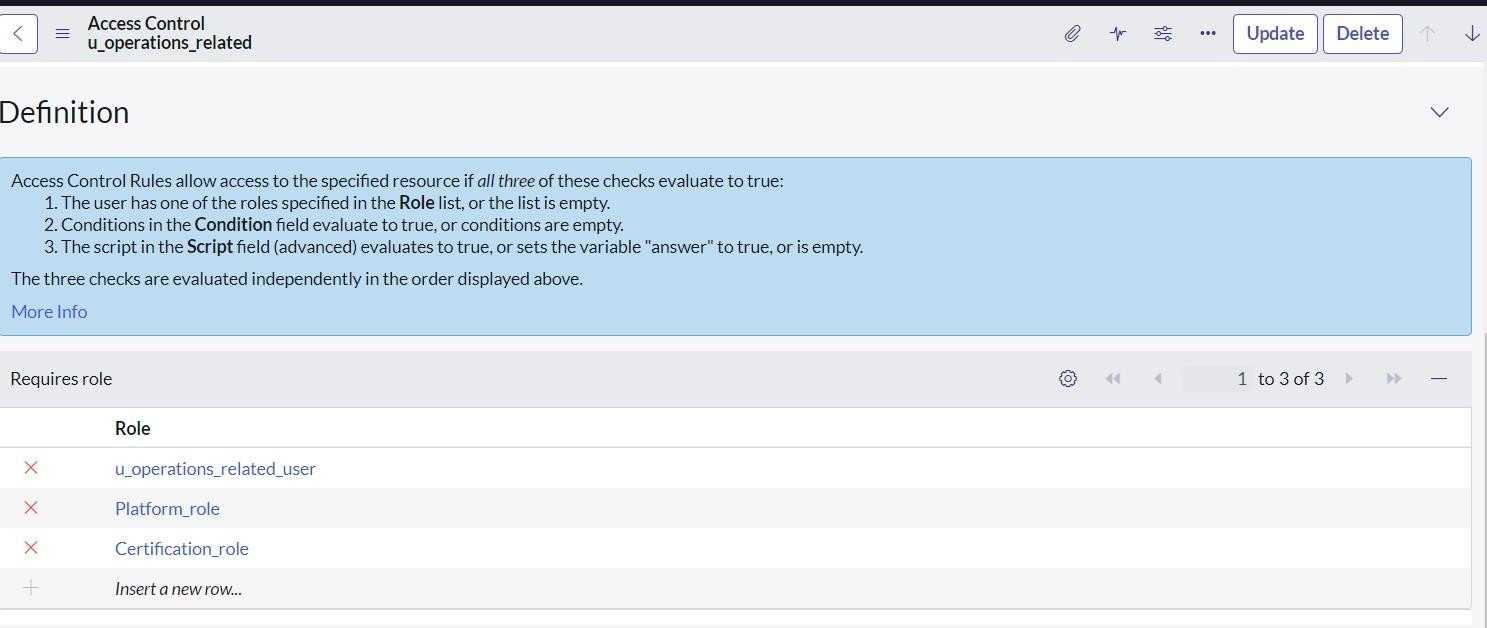 Access Control
u_operations_related
Update
Delete
Definition
Access Control Rules allow access to the specified resource if all three of these checks evaluate to true:
1. The user has one of the roles specified in the Role list, or the list is empty.
2. Conditions in the Condition field evaluate to true, or conditions are empty.
3. The script in the Script field (advanced) evaluates to true, or sets the variable "answer" to true, or is empty.
The three checks are evaluated independently in the order displayed above.
More Info
Requires role
1 to 3 of 3
Role
u_operations_related_user
Platform_role
Certification_role
Insert a new row...